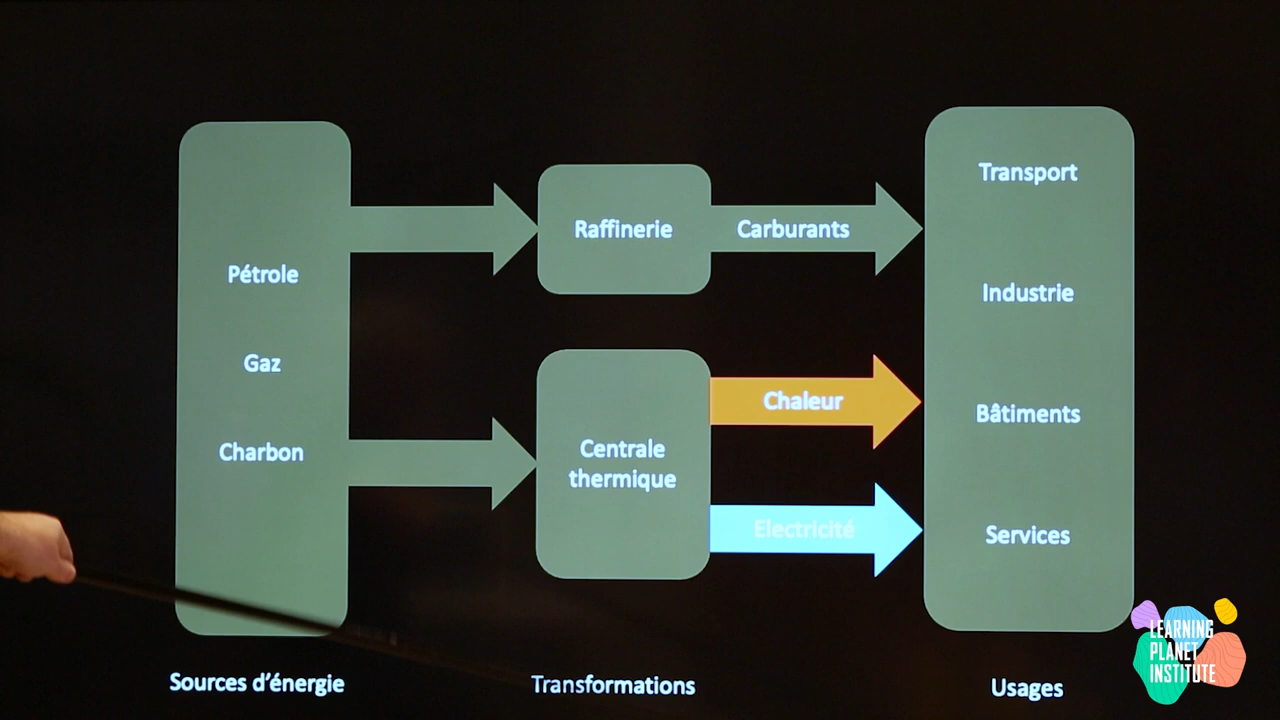 Pétrole
Gaz
Charbon
Raffinerie
Centrale
thermique
Carburants
Chaleur
Electricité
Transport
Industrie
Bâtiments
Services
Sources d'énergie
Transformations
Usages
LEARNING
PLANET
INSTITUTE